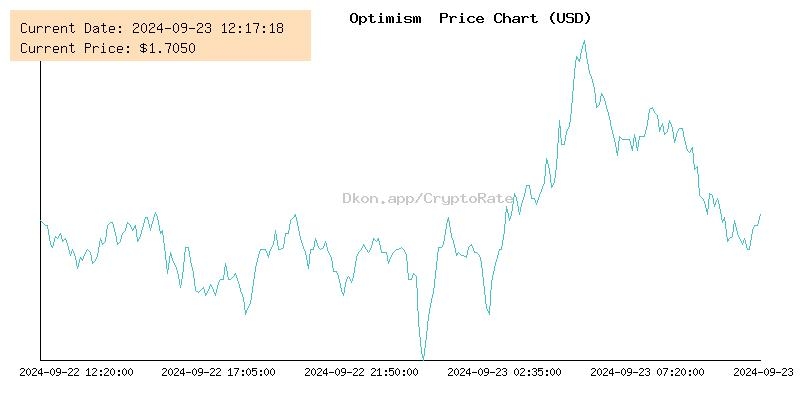 Optimism  Price Chart (USD)
Current Date: 2024-09-23 12:17:18
Current Price: $1.7050
Dkon.app/CryptoRate
2024-09-22 12:20:00 2024-09-22 17:05:00 2024-09-22 21:50:00 2024-09-23 02:35:00 2024-09-23 07:20:00 2024-09-23